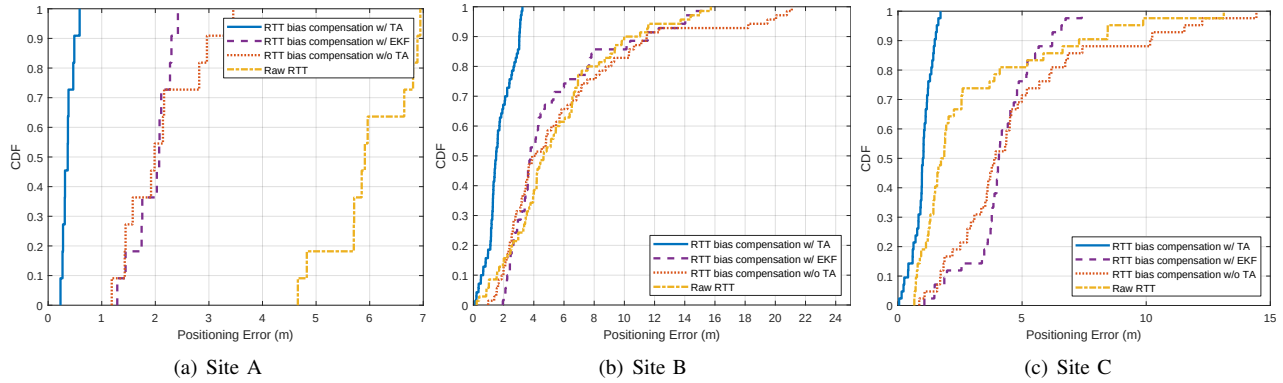 CDF
1
0.9
0.8
0.7
0.6
0.5
0.4
0.3
0.2
0.1
0
RTT bias compensation w/ TA
RTT bias compensation w/ EKF
RTT bias compensation w/o TA
Raw RTT
0 1 2 3 4 5 6 7
Positioning Error (m)
(a) Site A
CDF
1
0.9
0.8
0.7
0.6
0.5
0.4
0.3
0.2
0.1
0
RTT bias compensation w/ TA
RTT bias compensation w/ EKF
RTT bias compensation w/o TA
Raw RTT
0 2 4 6 8 10 12 14 16 18 20 22 24
Positioning Error (m)
(b) Site B
CDF
1
0.9
0.8
0.7
0.6
0.5
0.4
0.3
0.2
0.1
0
RTT bias compensation w/ TA
RTT bias compensation w/ EKF
RTT bias compensation w/o TA
Raw RTT
0 5 10 15
Positioning Error (m)
(c) Site C